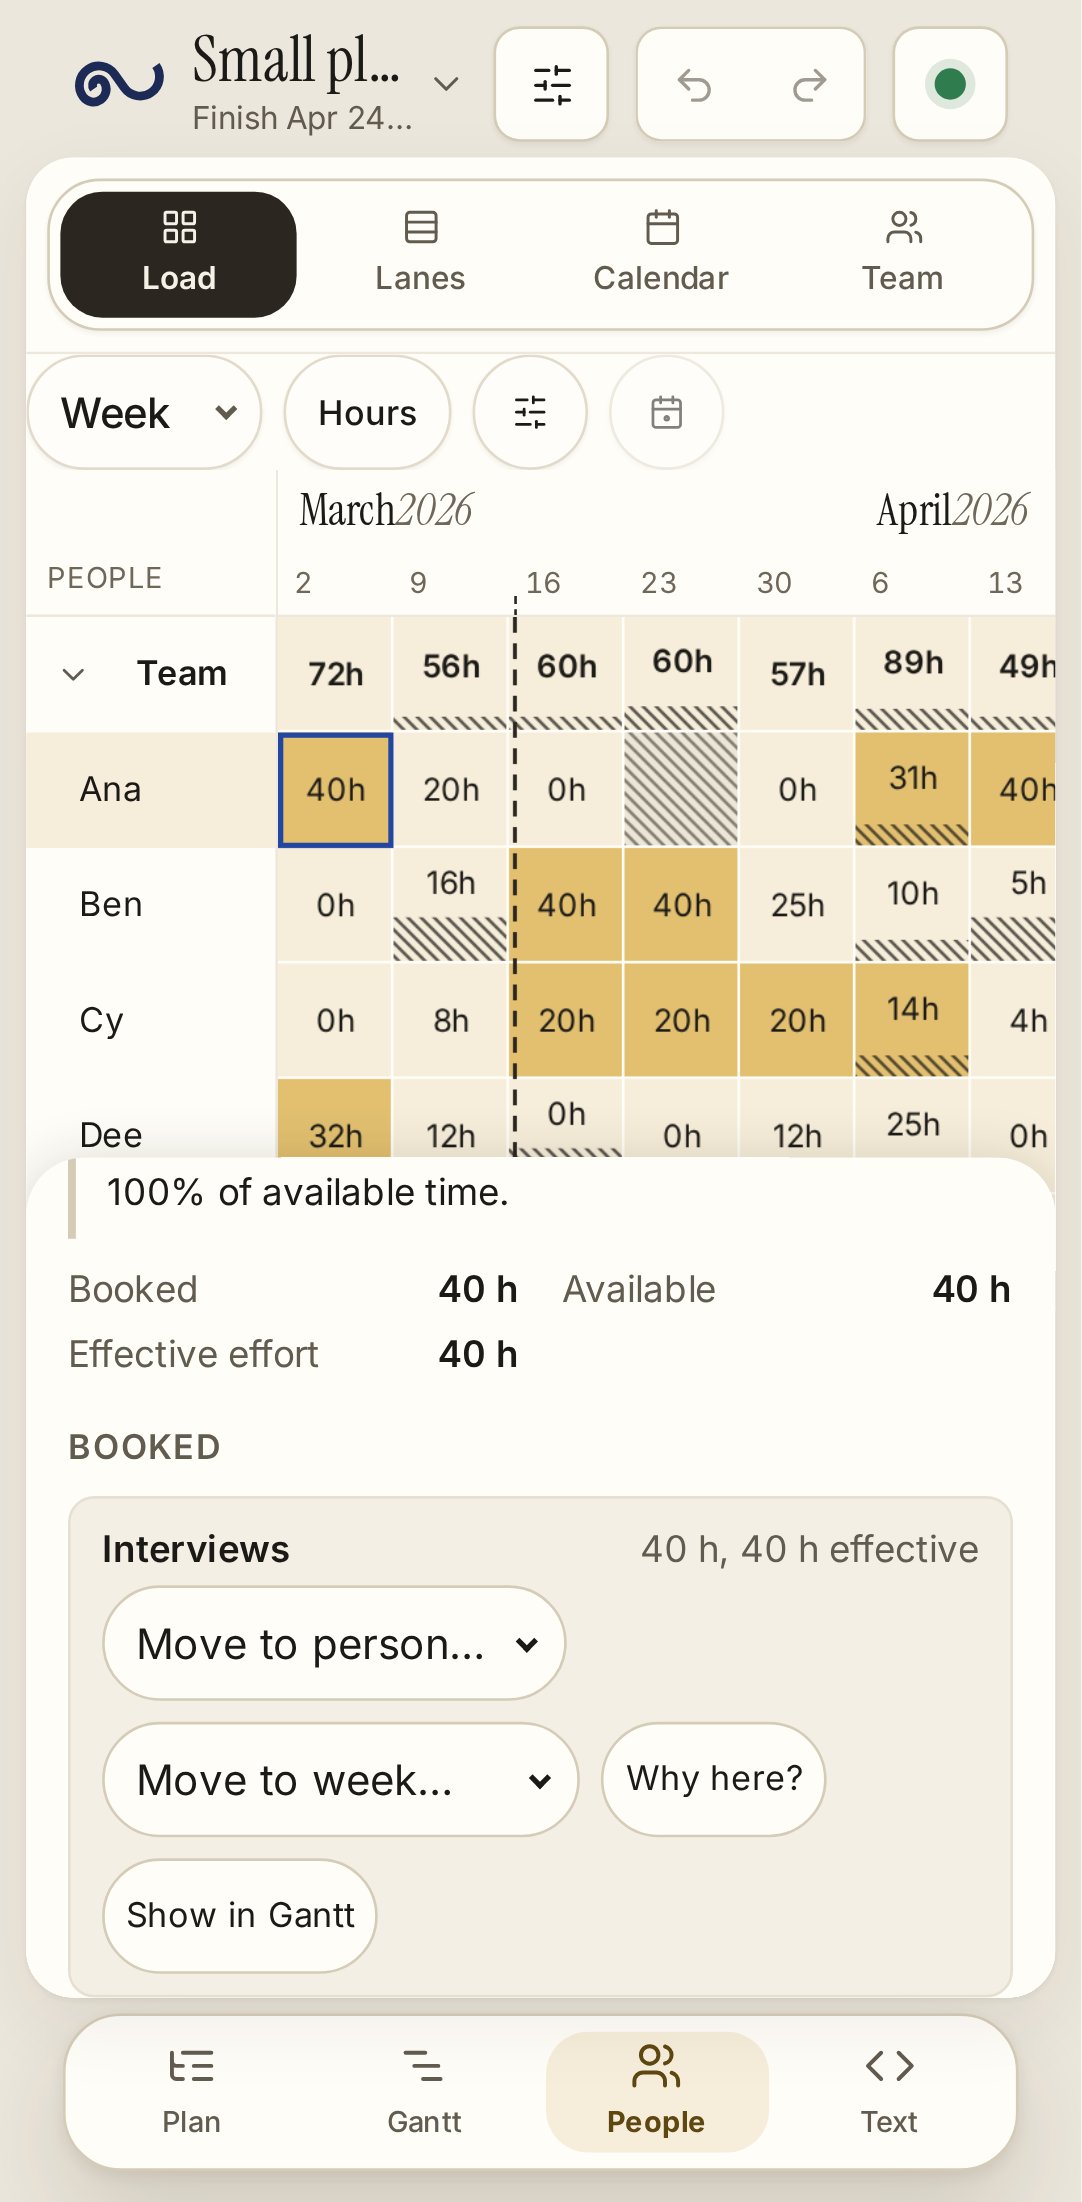 Small pl...
Finish Apr 24...
Load Lanes Calendar Team
Week Hours
March 2026 April 2026
PEOPLE 2 9 16 23 30 6 13
Team 72h 56h 60h 60h 57h 89h 49h
Ana 40h 20h 0h 0h 31h 40h
Ben 0h 16h 40h 40h 25h 10h 5h
Cy 0h 8h 20h 20h 20h 14h 4h
Dee 32h 12h 0h 0h 12h 25h 0h
100% of available time.
Booked 40 h Available 40 h
Effective effort 40 h
BOOKED
Interviews 40 h, 40 h effective
Move to person...
Move to week... Why here?
Show in Gantt
Plan Gantt People Text